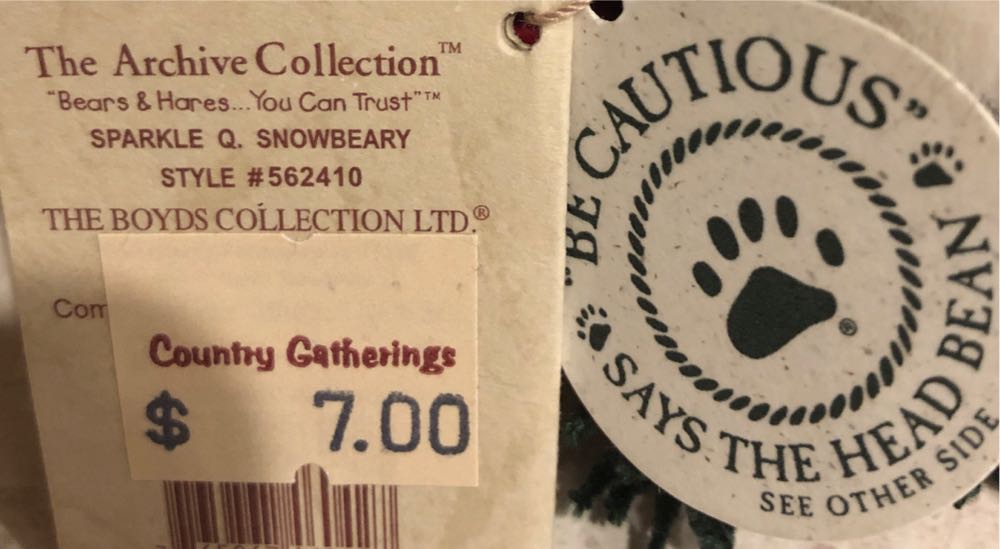 The Archive Collection™
"Bears & Hares...You Can Trust"™
SPARKLE Q. SNOWBEARY
STYLE #562410
THE BOYDS COLLECTION LTD.®
Com
Country Gatherings
$ 7.00
"BE CAUTIOUS"
®
SAYS THE HEAD BEAN
SEE OTHER SIDE